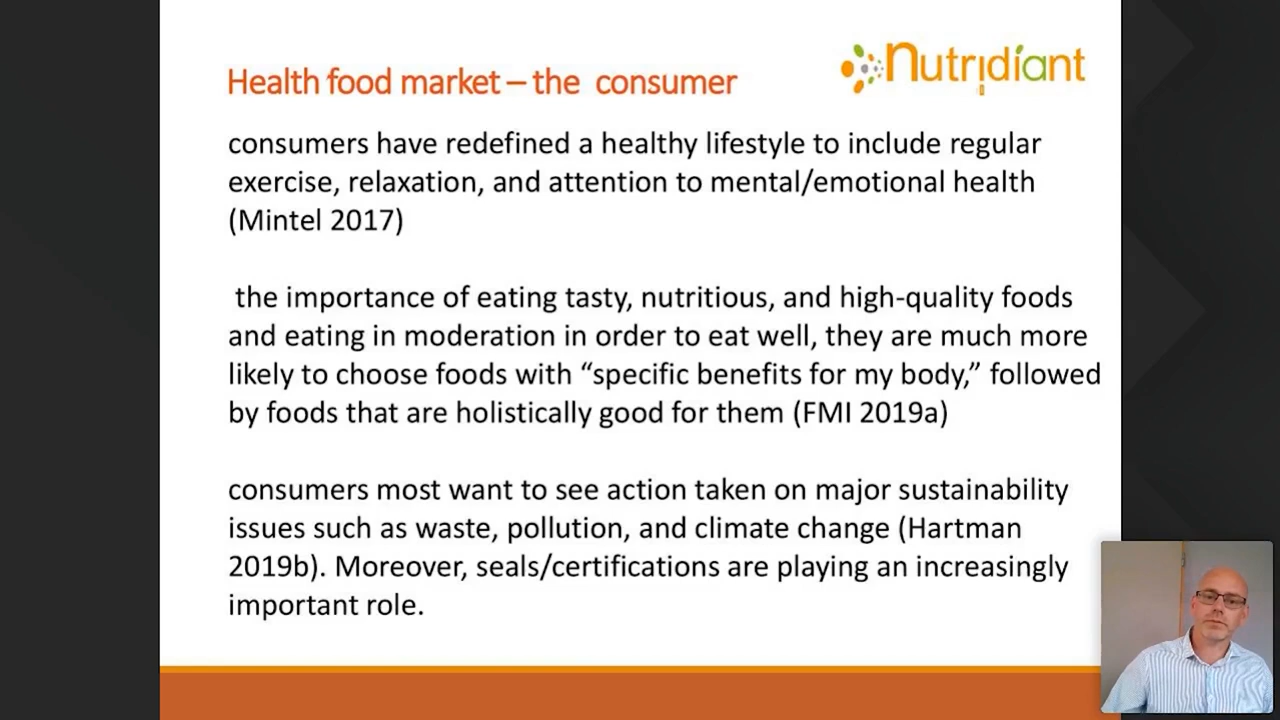 Health food market – the  consumer
nutridiant
consumers have redefined a healthy lifestyle to include regular
exercise, relaxation, and attention to mental/emotional health
(Mintel 2017)
the importance of eating tasty, nutritious, and high-quality foods
and eating in moderation in order to eat well, they are much more
likely to choose foods with “specific benefits for my body,” followed
by foods that are holistically good for them (FMI 2019a)
consumers most want to see action taken on major sustainability
issues such as waste, pollution, and climate change (Hartman
2019b). Moreover, seals/certifications are playing an increasingly
important role.